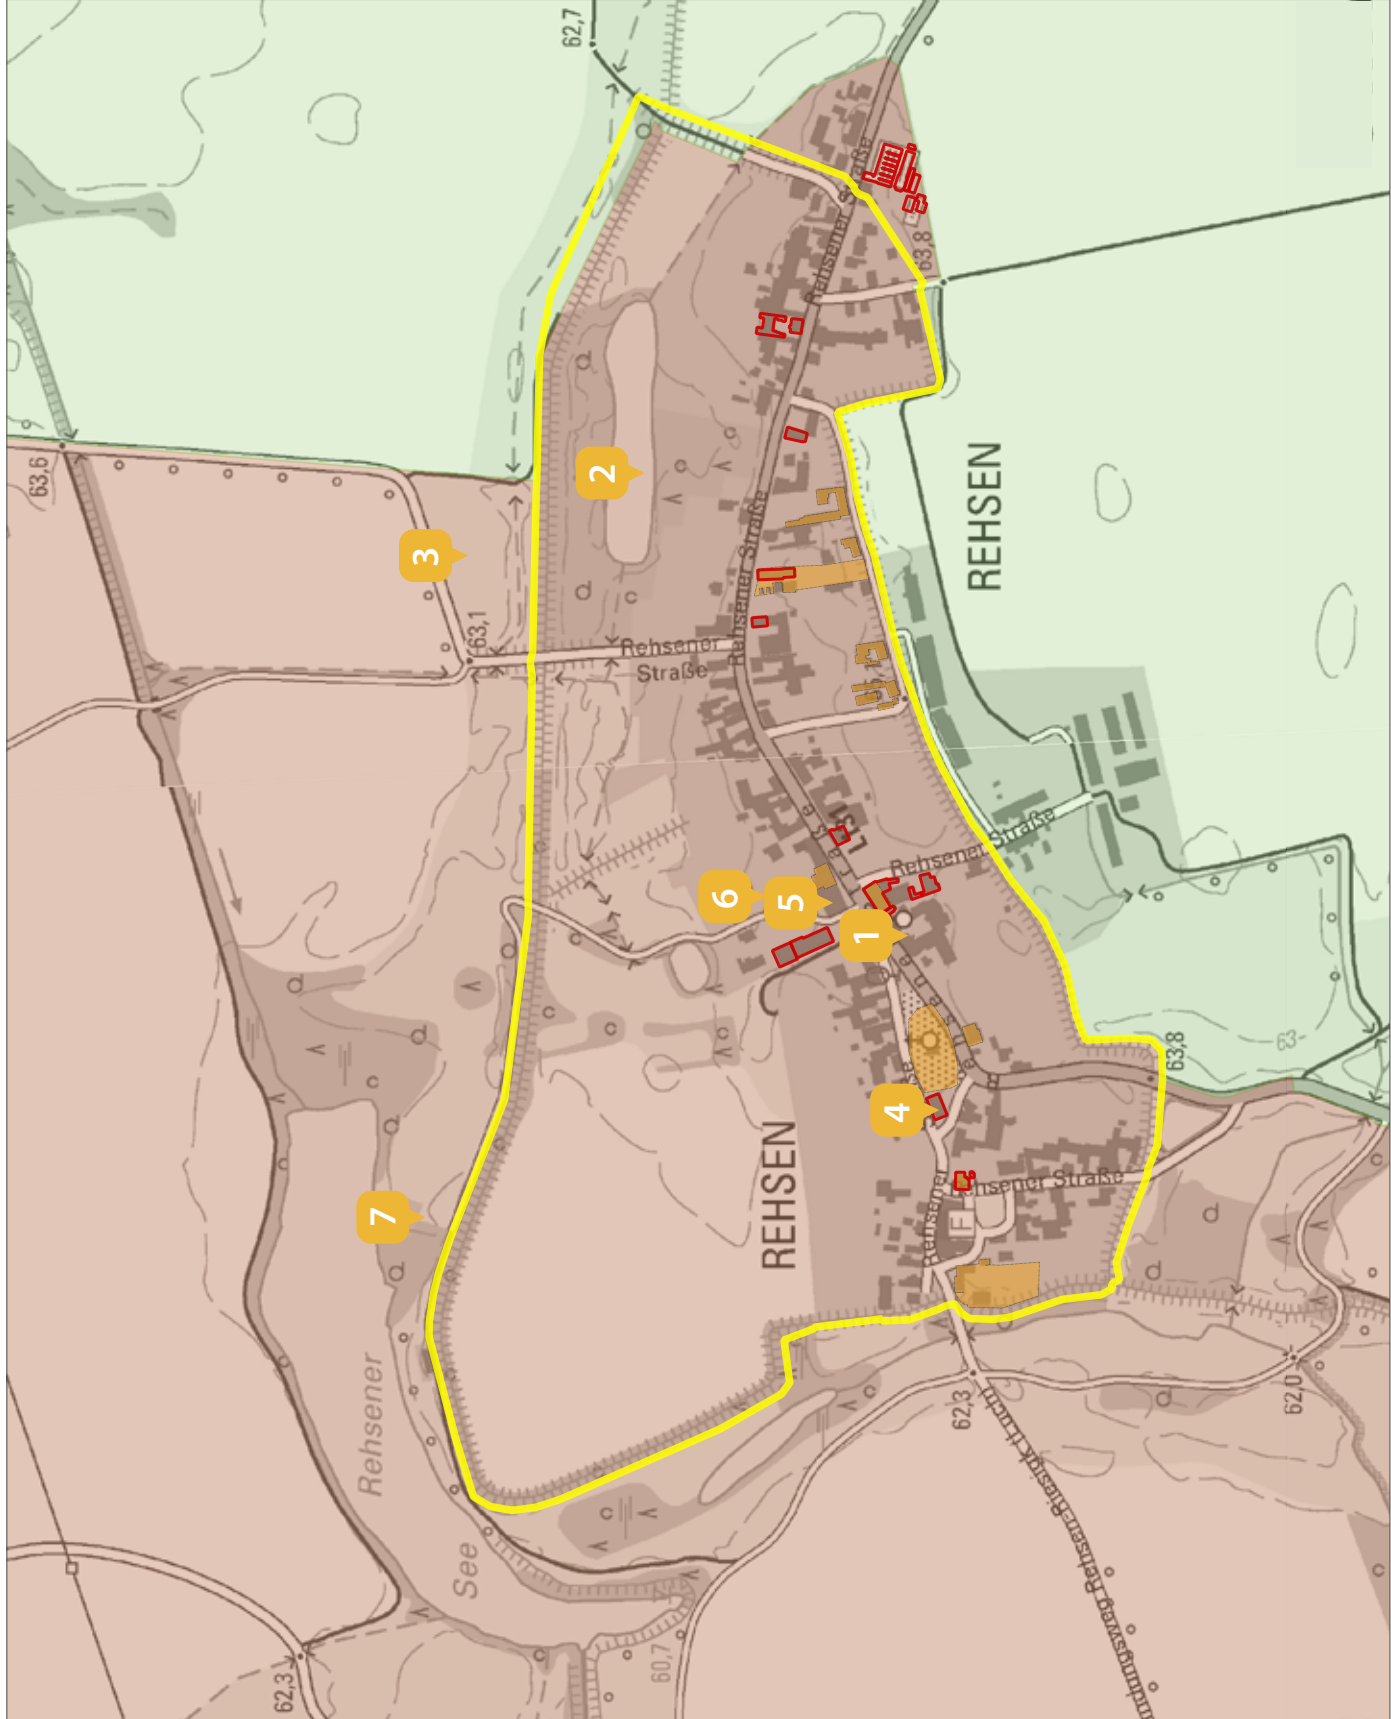 62,7
63,6
3
63,1
2
Rehsener
Straße
Rehsener Straße
Rehsener Straße
63,8
REHSEN
L131
Rehsener Straße
6
5
1
4
7
REHSEN
63
63,8
Rehsener
Rehsener
See
F
62,3
62,0
62,3
60,7